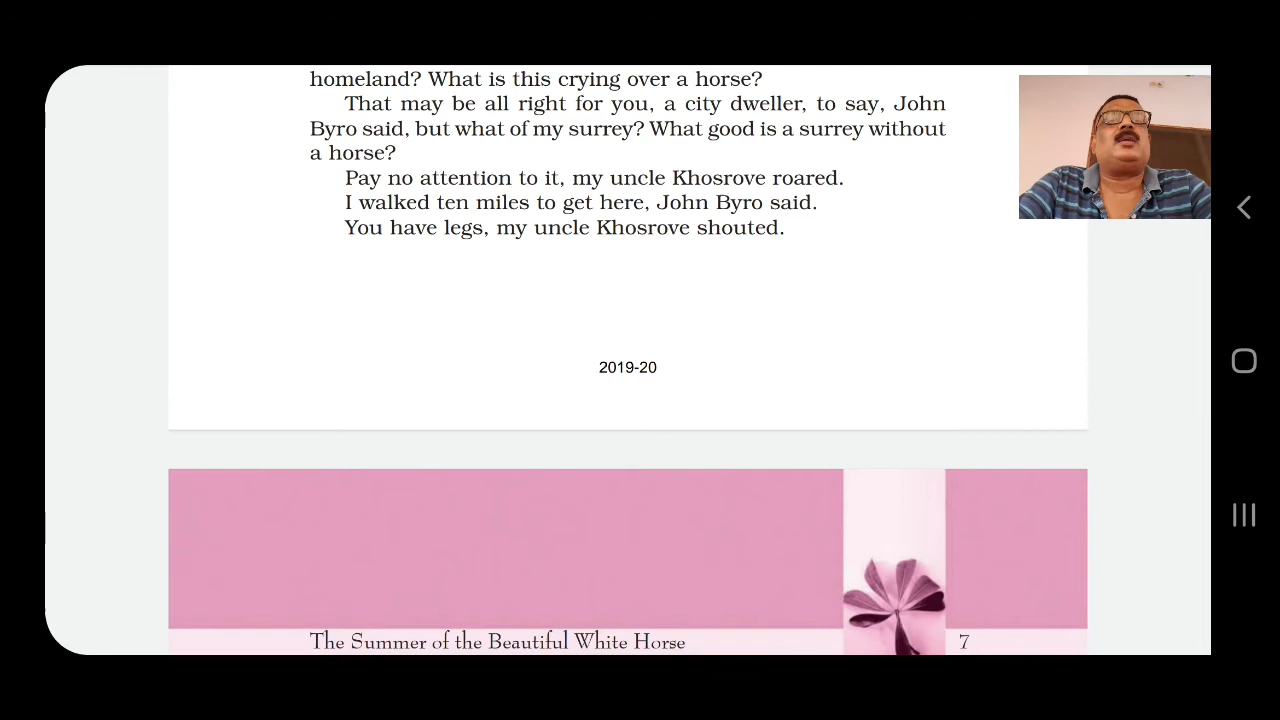 homeland? What is this crying over a horse?
That may be all right for you, a city dweller, to say, John
Byro said, but what of my surrey? What good is a surrey without
a horse?
Pay no attention to it, my uncle Khosrove roared.
I walked ten miles to get here, John Byro said.
You have legs, my uncle Khosrove shouted.
2019-20
The Summer of the Beautiful White Horse 7